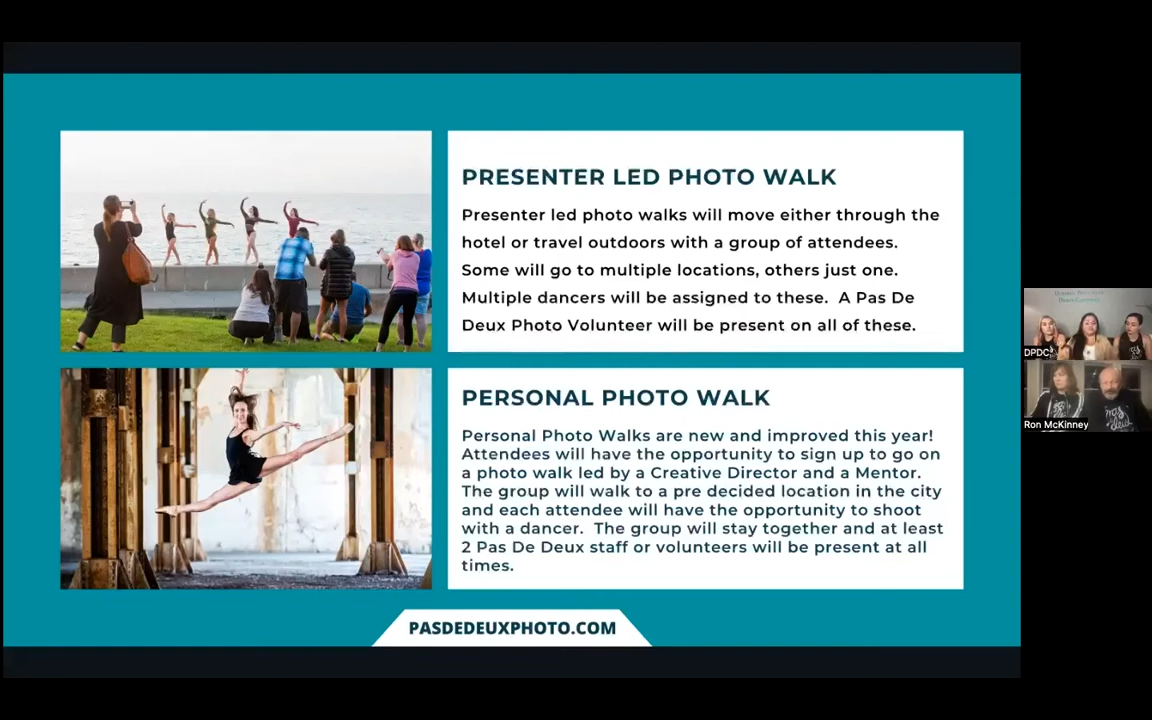 PRESENTER LED PHOTO WALK
Presenter led photo walks will move either through the
hotel or travel outdoors with a group of attendees.
Some will go to multiple locations, others just one.
Multiple dancers will be assigned to these. A Pas De
Deux Photo Volunteer will be present on all of these.
PERSONAL PHOTO WALK
Personal Photo Walks are new and improved this year!
Attendees will have the opportunity to sign up to go on
a photo walk led by a Creative Director and a Mentor.
The group will walk to a pre decided location in the city
and each attendee will have the opportunity to shoot
with a dancer. The group will stay together and at least
2 Pas De Deux staff or volunteers will be present at all
times.
PASDEDEUXPHOTO.COM
DPDC
Ron McKinney